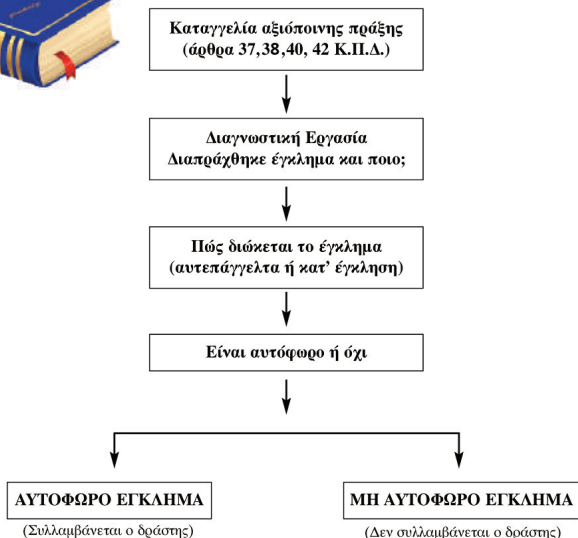 Καταγγελία αξιόποινης πράξης
(άρθρα 37,38,40, 42 Κ.Π.Δ.)
Διαγνωστική Εργασία
Διαπράχθηκε έγκλημα και ποιο;
Πώς διώκεται το έγκλημα
(αυτεπάγγελτα ή κατ’ έγκληση)
Είναι αυτόφωρο ή όχι
ΑΥΤΟΦΩΡΟ ΕΓΚΛΗΜΑ
(Συλλαμβάνεται ο δράστης)
ΜΗ ΑΥΤΟΦΩΡΟ ΕΓΚΛΗΜΑ
(Δεν συλλαμβάνεται ο δράστης)